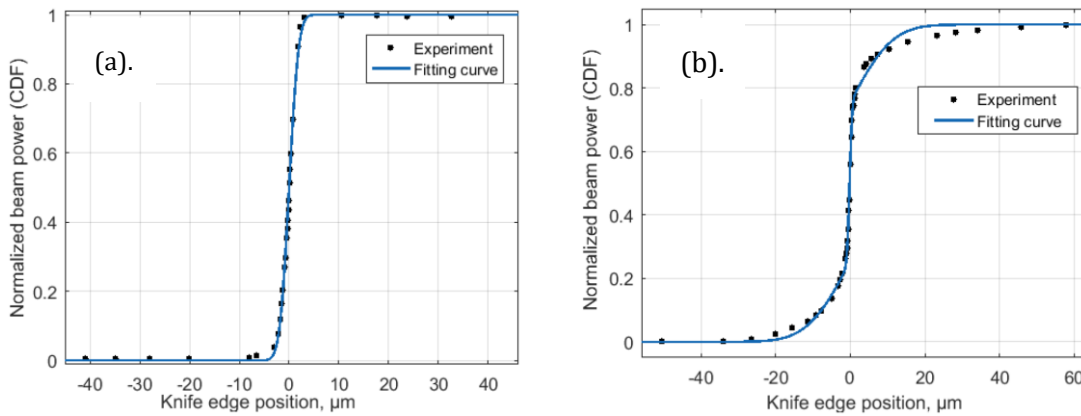 (a).
Experiment
Fitting curve
Normalized beam power (CDF)
1
0.8
0.6
0.4
0.2
0
-40 -30 -20 -10 0 10 20 30 40
Knife edge position, µm
(b).
Experiment
Fitting curve
Normalized beam power (CDF)
1
0.8
0.6
0.4
0.2
0
-40 -20 0 20 40 60
Knife edge position, µm